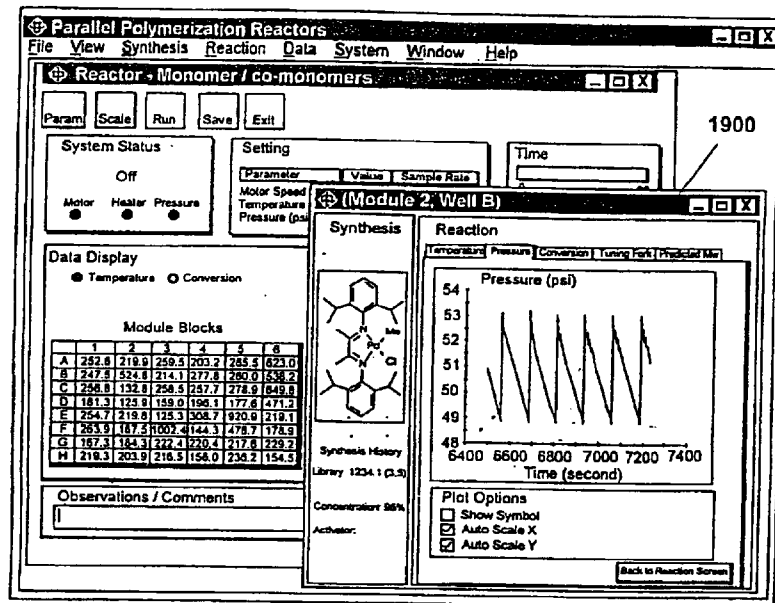 Parallel Polymerization Reactors
File View Synthesis Reaction Data System Window Help
Reactor - Monomer / co-monomers
Param Scale Run Save Exit
1900
System Status
Off
Motor Heater Pressure
Setting
Parameter Value Sample Rate
Motor Speed
Temperature
Pressure (psi
Time
Data Display
Temperature Conversion
Module Blocks
1 2 3 4 5 6
A 252.6 219.9 259.5 203.2 265.5 623.0
B 247.5 524.8 214.1 277.8 260.0 538.2
C 256.8 132.8 258.5 257.7 278.9 849.8
D 181.3 125.9 159.0 196.1 177.6 471.2
E 254.7 219.8 125.3 308.7 920.9 219.1
F 263.9 187.5 1002.4 144.3 478.7 178.9
G 167.3 184.3 222.4 220.4 217.6 229.2
H 219.3 203.9 216.5 156.0 236.2 154.5
Observations / Comments
(Module 2, Well B)
Synthesis
N
Me
Pd
N
Cl
Synthesis History
Library 1234.1 (3,5)
Concentration: 96%
Activator:
Reaction
Temperature Pressure Conversion Tuning Fork Predicted Mw
Pressure (psi)
54
53
52
51
50
49
48
6400 6600 6800 7000 7200 7400
Time (second)
Plot Options
Show Symbol
Auto Scale X
Auto Scale Y
Back to Reaction Screen